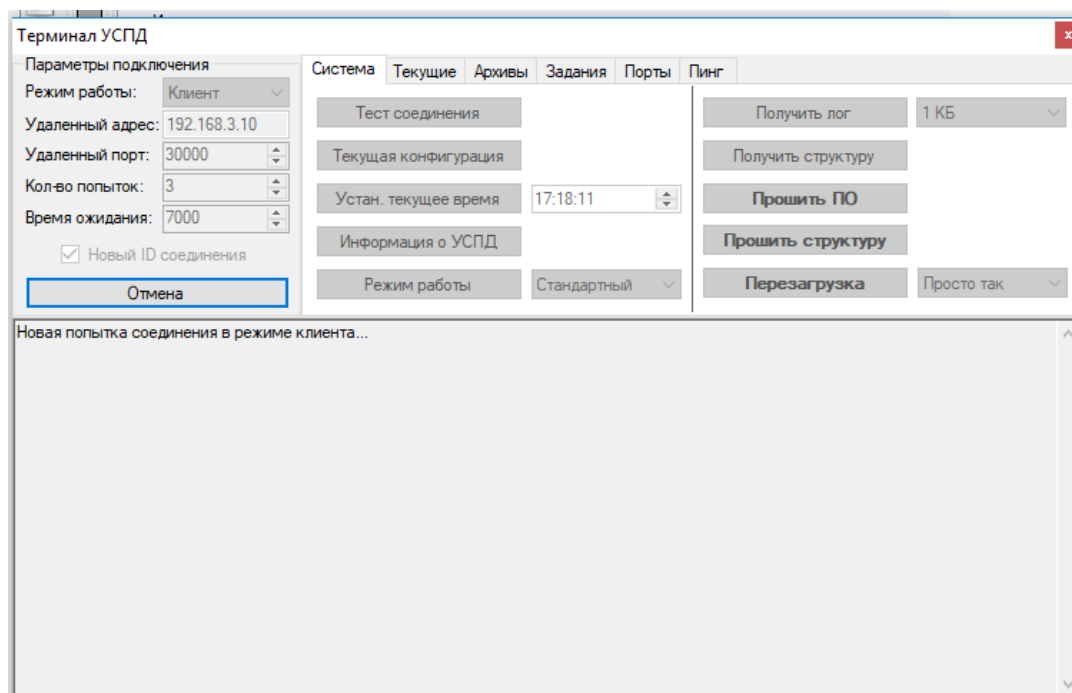 Терминал УСПД
Параметры подключения
Режим работы: Клиент
Удаленный адрес: 192.168.3.10
Удаленный порт: 30000
Кол-во попыток: 3
Время ожидания: 7000
Новый ID соединения
Отмена
Система Текущие Архивы Задания Порты Пинг
Тест соединения
Текущая конфигурация
Устан. текущее время 17:18:11
Информация о УСПД
Режим работы Стандартный
Получить лог 1 КБ
Получить структуру
Прошить ПО
Прошить структуру
Перезагрузка Просто так
Новая попытка соединения в режиме клиента...